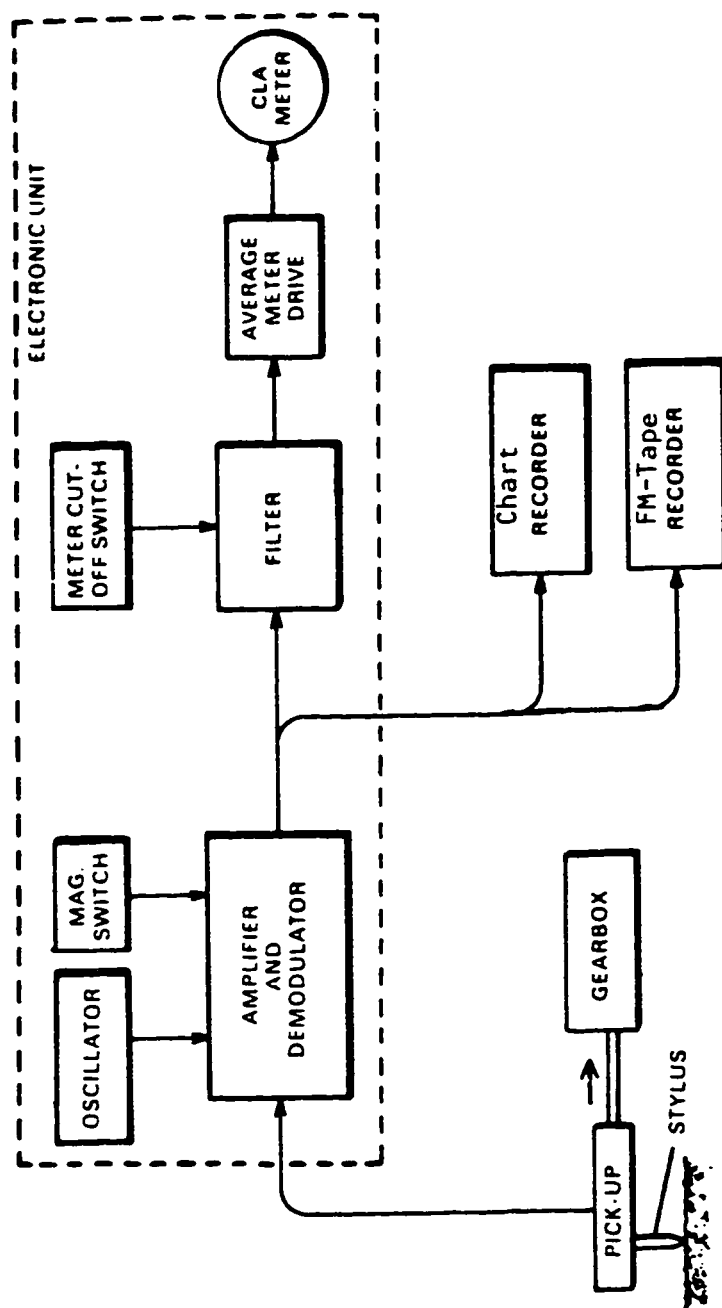 ELECTRONIC UNIT
OSCILLATOR
MAG.
SWITCH
METER CUT-
OFF SWITCH
AMPLIFIER
AND
DEMODULATOR
FILTER
AVERAGE
METER
DRIVE
CLA
METER
PICK-UP
STYLUS
GEARBOX
Chart
RECORDER
FM-Tape
RECORDER